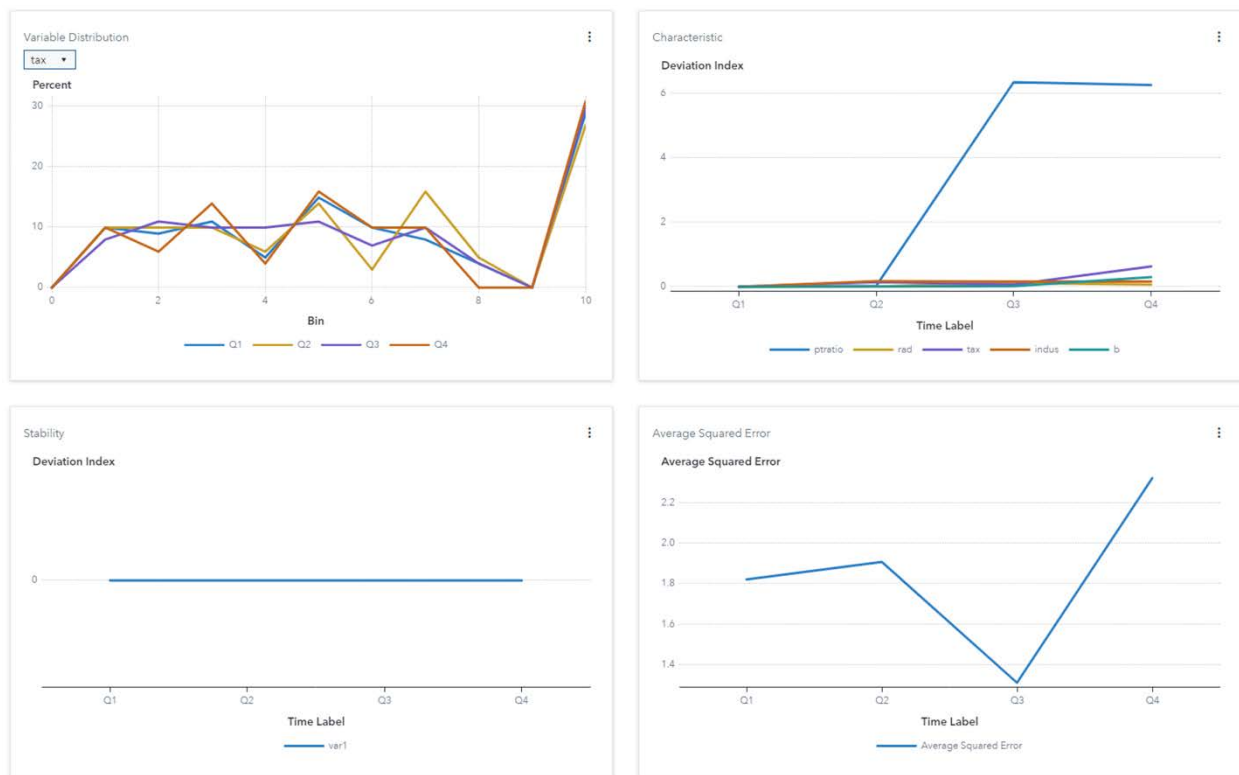 Variable Distribution
tax
Percent
30
20
10
0
0 2 4 6 8 10
Bin
Q1 Q2 Q3 Q4
Characteristic
Deviation Index
6
4
2
0
Q1 Q2 Q3 Q4
Time Label
ptratio rad tax indus b
Stability
Deviation Index
0
Q1 Q2 Q3 Q4
Time Label
var1
Average Squared Error
Average Squared Error
2.2
2.0
1.8
1.6
1.4
Q1 Q2 Q3 Q4
Time Label
Average Squared Error